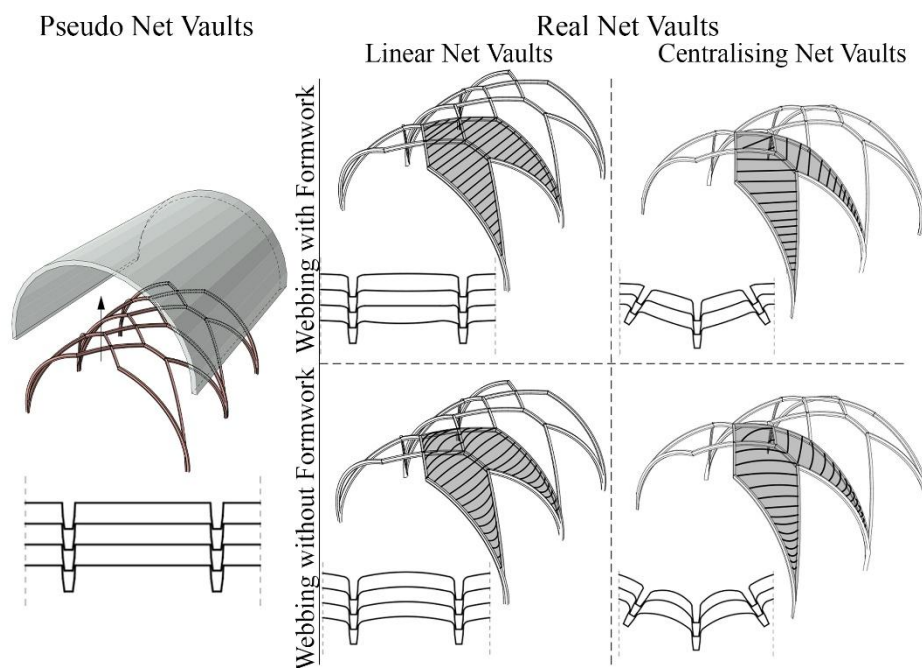 Pseudo Net Vaults
Real Net Vaults
Linear Net Vaults
Centralising Net Vaults
Webbing with Formwork
Webbing without Formwork